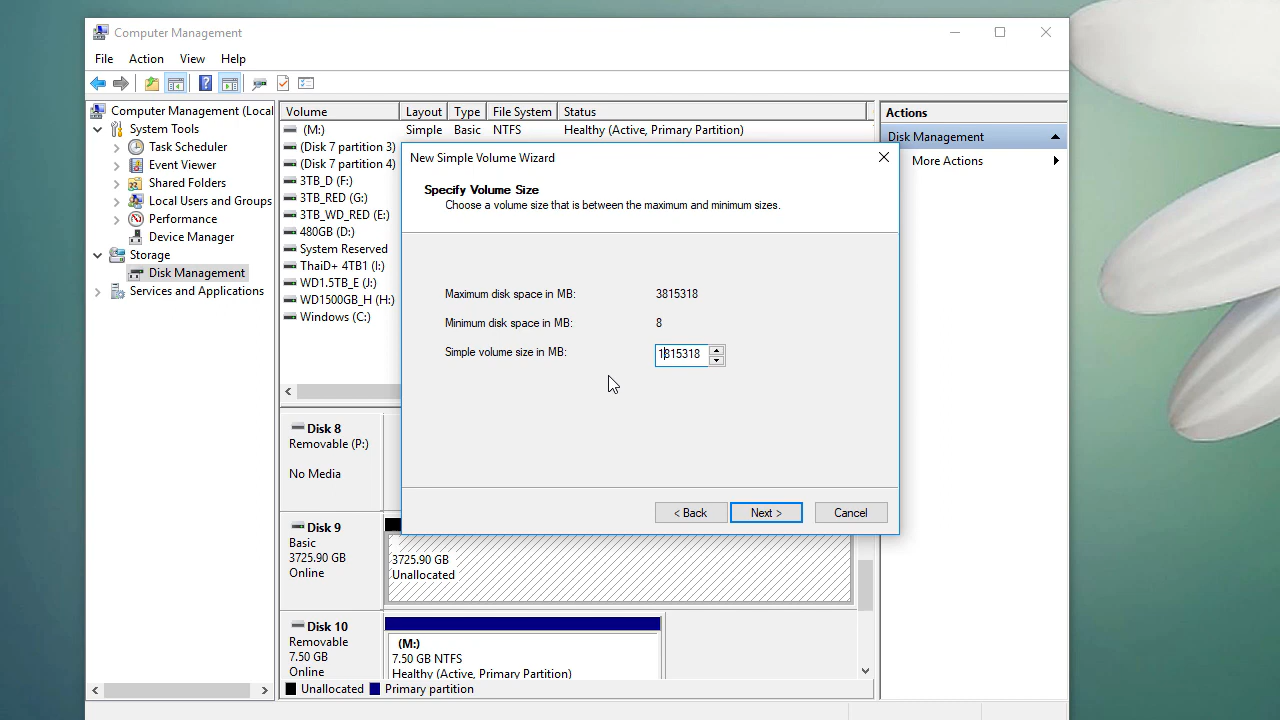 Computer Management
File Action View Help
Computer Management (Local
System Tools
Task Scheduler
Event Viewer
Shared Folders
Local Users and Groups
Performance
Device Manager
Storage
Disk Management
Services and Applications
Volume Layout Type File System Status
(M:) Simple Basic NTFS Healthy (Active, Primary Partition)
(Disk 7 partition 3)
(Disk 7 partition 4)
3TB_D (F:)
3TB_RED (G:)
3TB_WD_RED (E:)
480GB (D:)
System Reserved
ThaiD+ 4TB1 (I:)
WD1.5TB_E (J:)
WD1500GB_H (H:)
Windows (C:)
New Simple Volume Wizard
Specify Volume Size
Choose a volume size that is between the maximum and minimum sizes.
Maximum disk space in MB: 3815318
Minimum disk space in MB: 8
Simple volume size in MB: 1815318
< Back Next > Cancel
Disk 8
Removable (P:)
No Media
Disk 9
Basic
3725.90 GB
Online
3725.90 GB
Unallocated
Disk 10
Removable
7.50 GB
Online
(M:)
7.50 GB NTFS
Healthy (Active, Primary Partition)
Unallocated Primary partition
Actions
Disk Management
More Actions